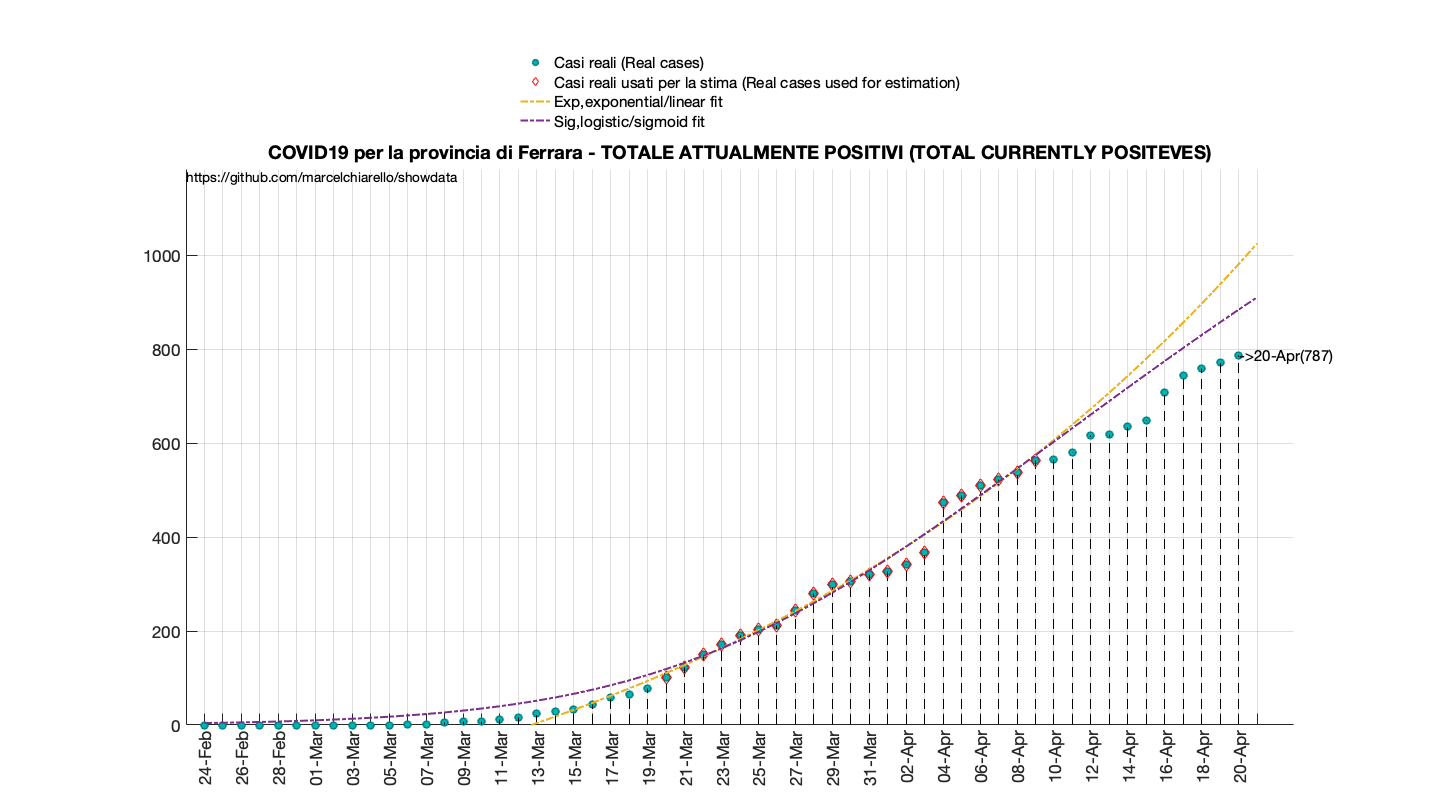 Casi reali (Real cases)
Casi reali usati per la stima (Real cases used for estimation)
Exp,exponential/linear fit
Sig,logistic/sigmoid fit
COVID19 per la provincia di Ferrara - TOTALE ATTUALMENTE POSITIVI (TOTAL CURRENTLY POSITEVES)
https://github.com/marcelchiarello/showdata
1000
800
->20-Apr(787)
600
400
200
0
24-Feb
26-Feb
28-Feb
01-Mar
03-Mar
05-Mar
07-Mar
09-Mar
11-Mar
13-Mar
15-Mar
17-Mar
19-Mar
21-Mar
23-Mar
25-Mar
27-Mar
29-Mar
31-Mar
02-Apr
04-Apr
06-Apr
08-Apr
10-Apr
12-Apr
14-Apr
16-Apr
18-Apr
20-Apr